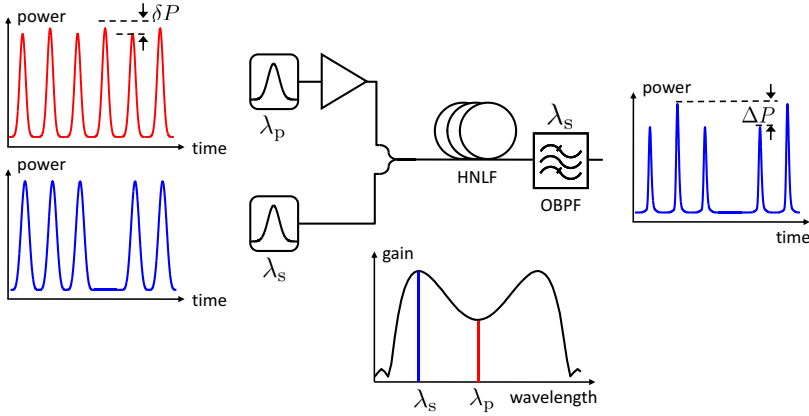 power
δP
time
power
time
λp
λs
HNLF
λs
OBPF
power
ΔP
time
gain
λs
λp
wavelength